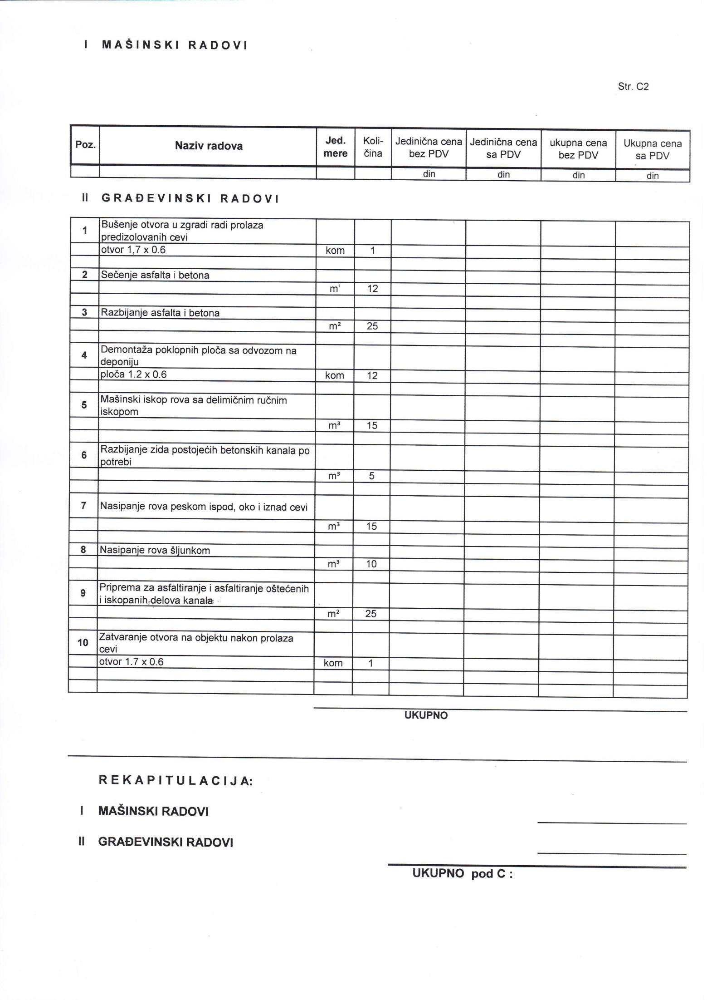 I MAŠINSKI RADOVI
Str. C2
Poz. Naziv radova Jed. mere Koli-čina Jedinična cena bez PDV Jedinična cena sa PDV ukupna cena bez PDV Ukupna cena sa PDV
din din din din
II GRAĐEVINSKI RADOVI
1 Bušenje otvora u zgradi radi prolaza
predizolovanih cevi
otvor 1,7 x 0.6 kom 1
2 Sečenje asfalta i betona
m' 12
3 Razbijanje asfalta i betona
m² 25
4 Demontaža poklopnih ploča sa odvozom na
deponiju
ploča 1.2 x 0.6 kom 12
5 Mašinski iskop rova sa delimičnim ručnim
iskopom
m³ 15
6 Razbijanje zida postojećih betonskih kanala po
potrebi
m³ 5
7 Nasipanje rova peskom ispod, oko i iznad cevi
m³ 15
8 Nasipanje rova šljunkom
m³ 10
9 Priprema za asfaltiranje i asfaltiranje oštećenih
i iskopanih delova kanala
m² 25
10 Zatvaranje otvora na objektu nakon prolaza
cevi
otvor 1.7 x 0.6 kom 1
UKUPNO
REKAPITULACIJA:
I MAŠINSKI RADOVI
II GRAĐEVINSKI RADOVI
UKUPNO pod C :